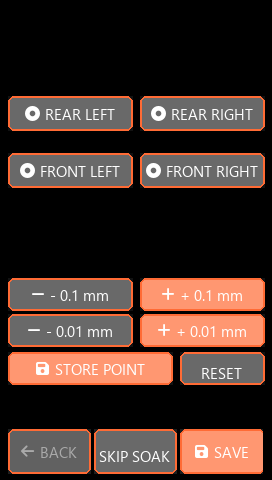 REAR LEFT
REAR RIGHT
FRONT LEFT
FRONT RIGHT
- 0.1 mm
+ 0.1 mm
- 0.01 mm
+ 0.01 mm
STORE POINT
RESET
BACK
SKIP SOAK
SAVE